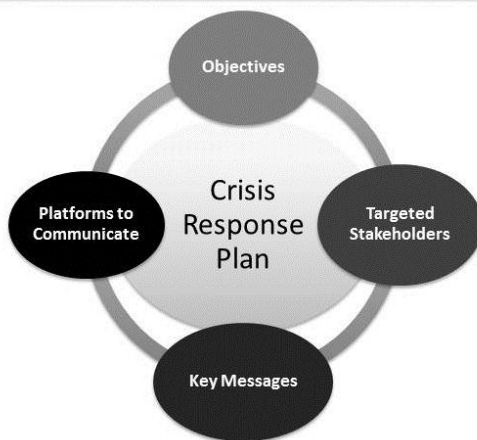 Objectives
Crisis
Response
Plan
Platforms to
Communicate
Targeted
Stakeholders
Key Messages